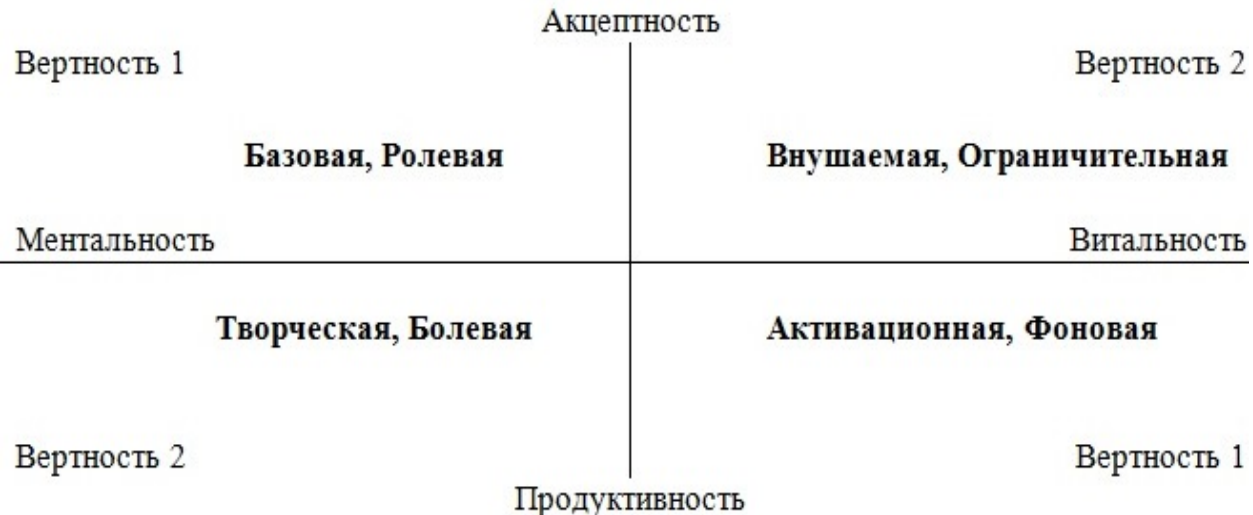 Акцептность
Вертность 1 Вертность 2
Базовая, Ролевая Внушаемая, Ограничительная
Ментальность Витальность
Творческая, Болевая Активационная, Фоновая
Вертность 2 Вертность 1
Продуктивность